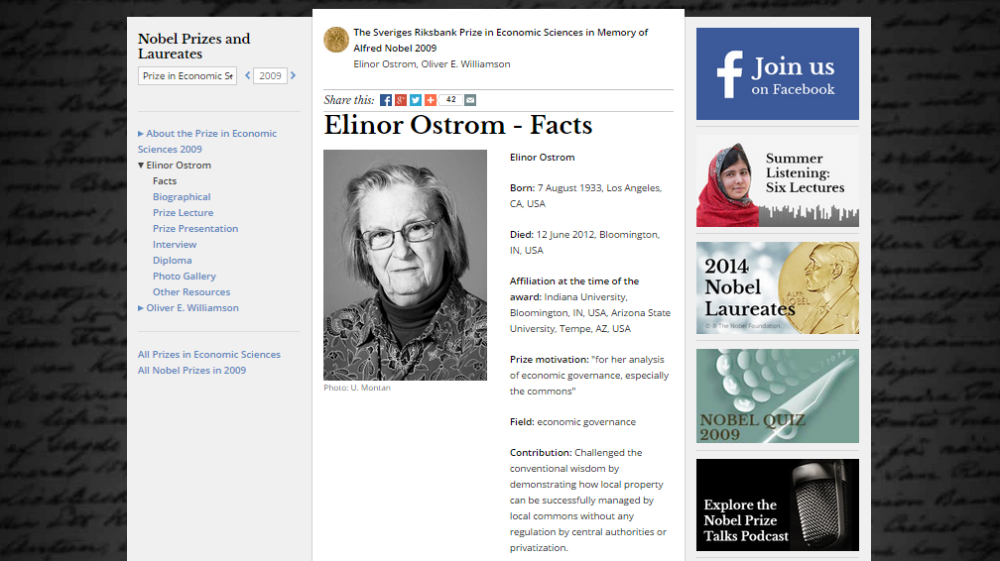 Nobel Prizes and
Laureates
Prize in Economic Se
2009
▶ About the Prize in Economic
Sciences 2009
▼ Elinor Ostrom
Facts
Biographical
Prize Lecture
Prize Presentation
Interview
Diploma
Photo Gallery
Other Resources
▶ Oliver E. Williamson
All Prizes in Economic Sciences
All Nobel Prizes in 2009
The Sveriges Riksbank Prize in Economic Sciences in Memory of
Alfred Nobel 2009
Elinor Ostrom, Oliver E. Williamson
Share this:
42
Elinor Ostrom - Facts
Photo: U. Montan
Elinor Ostrom
Born: 7 August 1933, Los Angeles,
CA, USA
Died: 12 June 2012, Bloomington,
IN, USA
Affiliation at the time of the
award: Indiana University,
Bloomington, IN, USA, Arizona State
University, Tempe, AZ, USA
Prize motivation: "for her analysis
of economic governance, especially
the commons"
Field: economic governance
Contribution: Challenged the
conventional wisdom by
demonstrating how local property
can be successfully managed by
local commons without any
regulation by central authorities or
privatization.
Join us
on Facebook
Summer
Listening:
Six Lectures
2014
Nobel
Laureates
© ® The Nobel Foundation.
NOBEL QUIZ
2009
Explore the
Nobel Prize
Talks Podcast